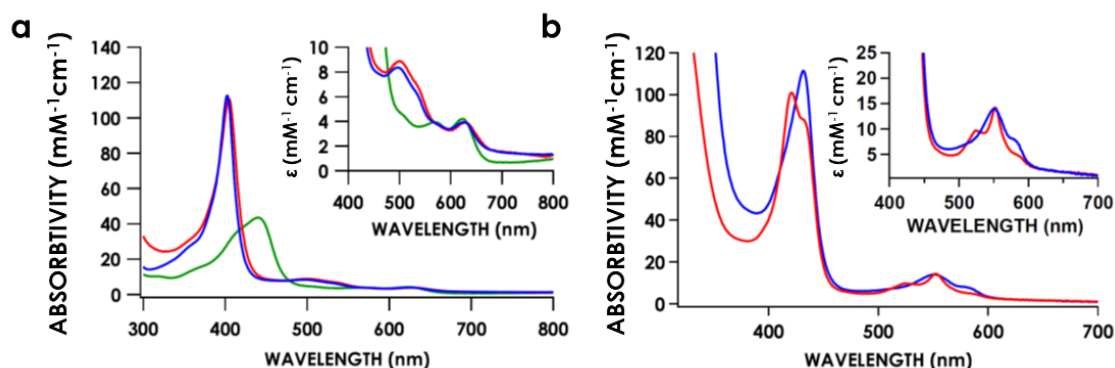 a
ABSORBTIVITY (mM⁻¹cm⁻¹)
140
120
100
80
60
40
20
0
300 400 500 600 700 800
WAVELENGTH (nm)
ε (mM⁻¹ cm⁻¹)
10
8
6
4
2
0
400 500 600 700 800
WAVELENGTH (nm)
b
ABSORBTIVITY (mM⁻¹cm⁻¹)
120
100
80
60
40
20
0
400 500 600 700
WAVELENGTH (nm)
ε (mM⁻¹ cm⁻¹)
25
20
15
10
5
400 500 600 700
WAVELENGTH (nm)